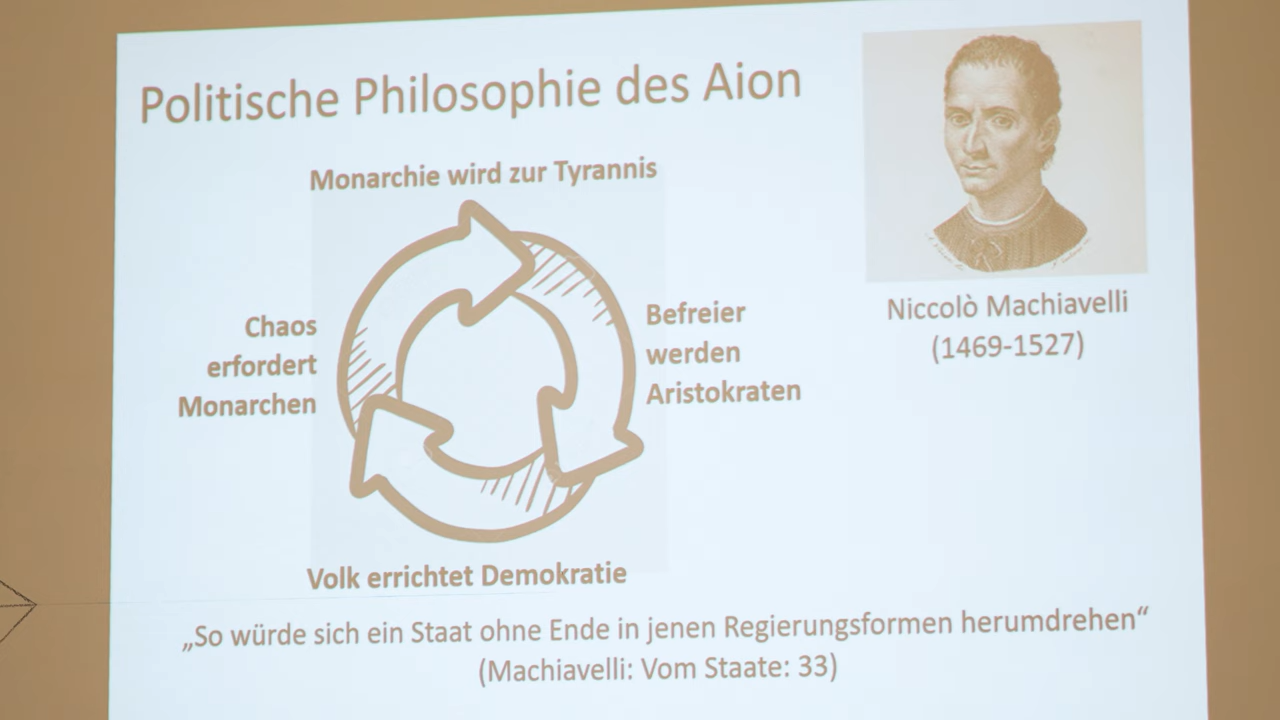 Politische Philosophie des Aion
Monarchie wird zur Tyrannis
Chaos
erfordert
Monarchen
Befreier
werden
Aristokraten
Volk errichtet Demokratie
Niccolò Machiavelli
(1469-1527)
„So würde sich ein Staat ohne Ende in jenen Regierungsformen herumdrehen“
(Machiavelli: Vom Staate: 33)